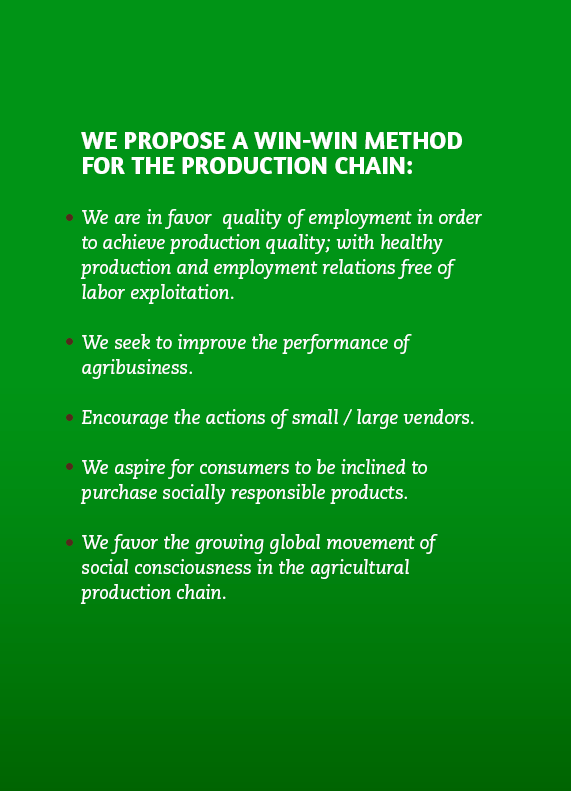 WE PROPOSE A WIN-WIN METHOD
FOR THE PRODUCTION CHAIN:
• We are in favor  quality of employment in order
to achieve production quality; with healthy
production and employment relations free of
labor exploitation.
• We seek to improve the performance of
agribusiness.
• Encourage the actions of small / large vendors.
• We aspire for consumers to be inclined to
purchase socially responsible products.
• We favor the growing global movement of
social consciousness in the agricultural
production chain.